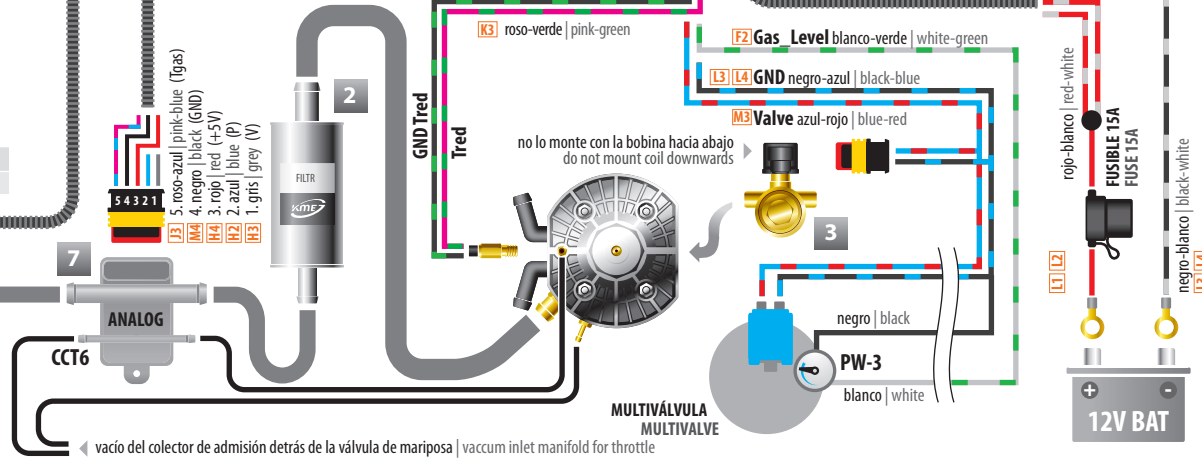 K3 roso-verde | pink-green
F2 Gas_Level blanco-verde | white-green
L3 L4 GND negro-azul | black-blue
M3 Valve azul-rojo | blue-red
no lo monte con la bobina hacia abajo
do not mount coil downwards
GND Tred
Tred
2
FILTR
KME
3
5 4 3 2 1
J3 5. roso-azul | pink-blue (Tgas)
M4 4. negro | black (GND)
H4 3. rojo | red (+5V)
H2 2. azul | blue (P)
H3 1. gris | grey (V)
7
ANALOG
CCT6
rojo-blanco | red-white
FUSIBLE 15A
FUSE 15A
L1 L2
negro-blanco | black-white
L3 L4
negro | black
PW-3
blanco | white
MULTIVÁLVULA
MULTIVALVE
+ -
12V BAT
vacío del colector de admisión detrás de la válvula de mariposa | vaccum inlet manifold for throttle